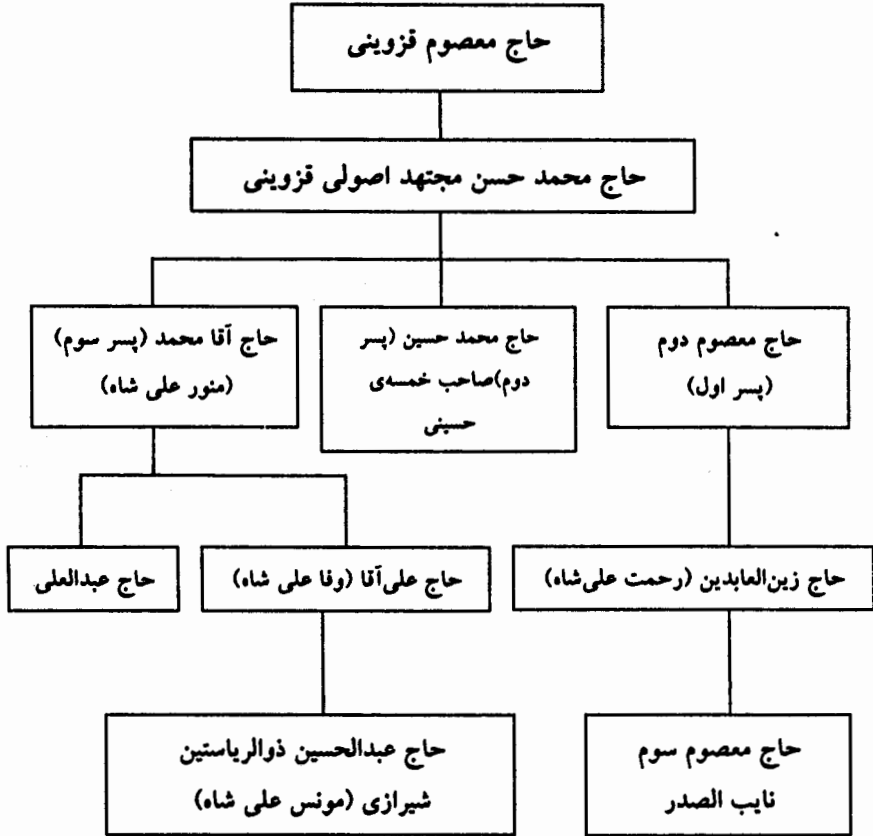 حاج معصوم قزوینی
حاج محمد حسن مجتهد اصولی قزوینی
حاج معصوم دوم
(پسر اول)
حاج محمد حسین (پسر
دوم)صاحب خمسه‌ی
حسینی
حاج آقا محمد (پسر سوم)
(منور علی شاه)
حاج زین‌العابدین (رحمت علی‌شاه)
حاج علی‌آقا (وفا علی شاه)
حاج عبدالعلی
حاج معصوم سوم
نایب الصدر
حاج عبدالحسین ذوالریاستین
شیرازی (مونس علی شاه)